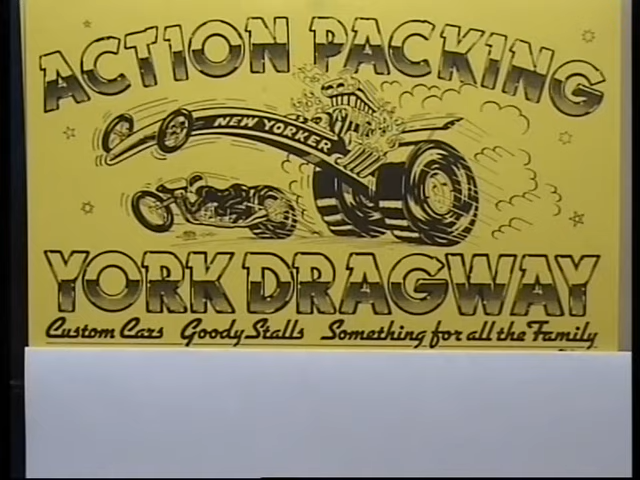 ACTION PACKING
NEW YORKER
YORK DRAGWAY
Custom Cars Goody Stalls Something for all the Family